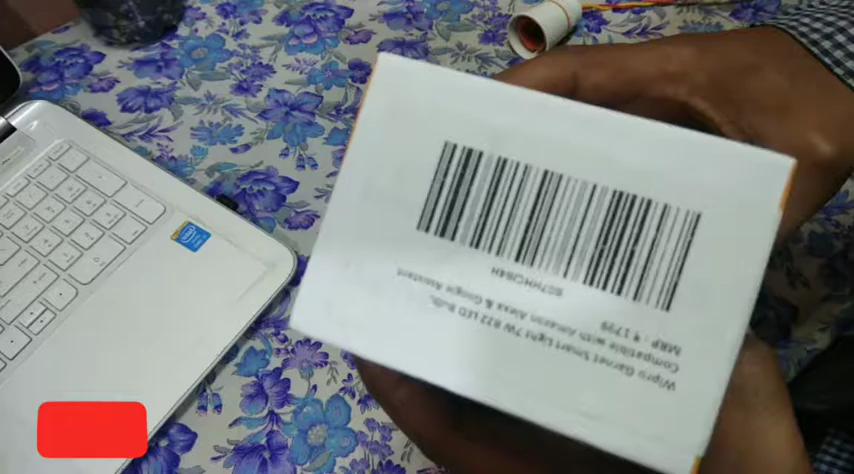 Wipro Garnet Smart Light 7W B22 LED Bulb,
Compatible with Amazon Alexa & Google Assistant
MRP : ₹ 1799